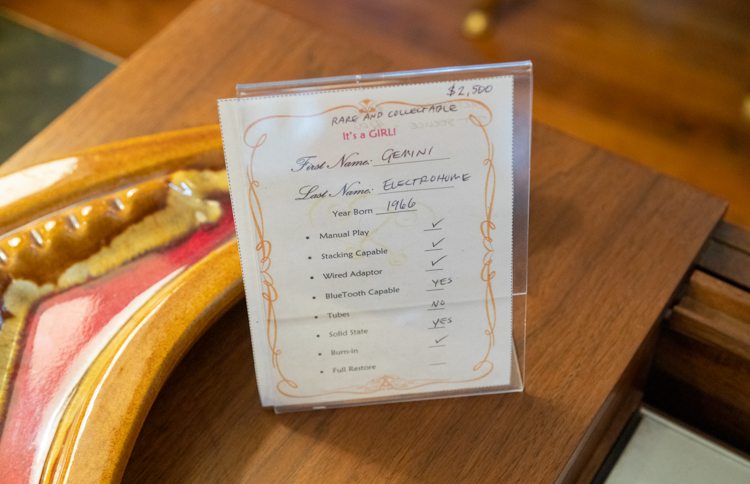 $2,500
RARE AND COLLECTABLE
It's a GIRL!
First Name: GEMINI
Last Name: ELECTROHOME
Year Born 1966
• Manual Play ✓
• Stacking Capable ✓
• Wired Adaptor ✓
• BlueTooth Capable YES
• Tubes NO
• Solid State YES
• Burn-in ✓
• Full Restore